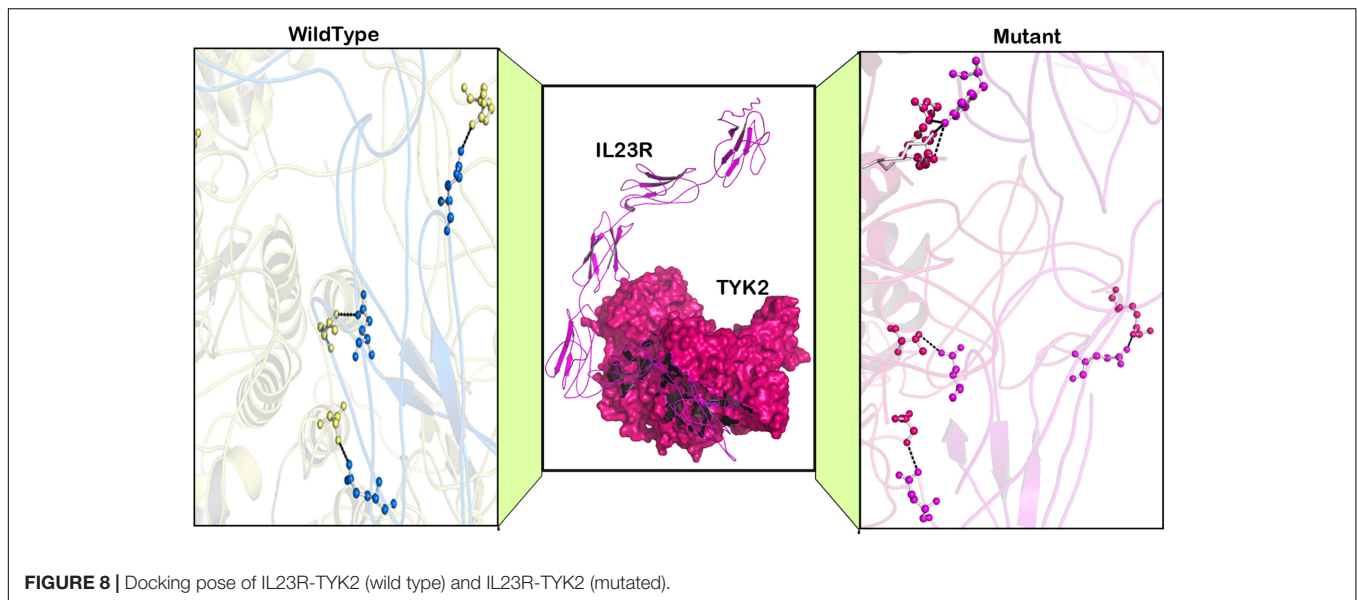 WildType
Mutant
IL23R
TYK2
FIGURE 8 | Docking pose of IL23R-TYK2 (wild type) and IL23R-TYK2 (mutated).